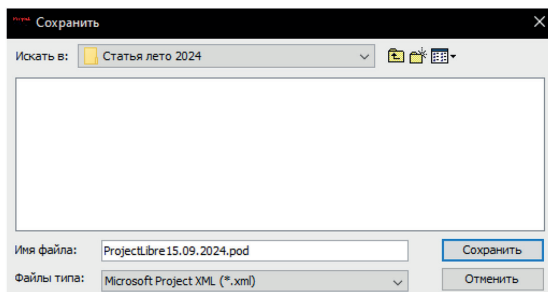 Сохранить
Искать в: Статья лето 2024
Имя файла: ProjectLibre15.09.2024.pod Сохранить
Файлы типа: Microsoft Project XML (*.xml) Отменить